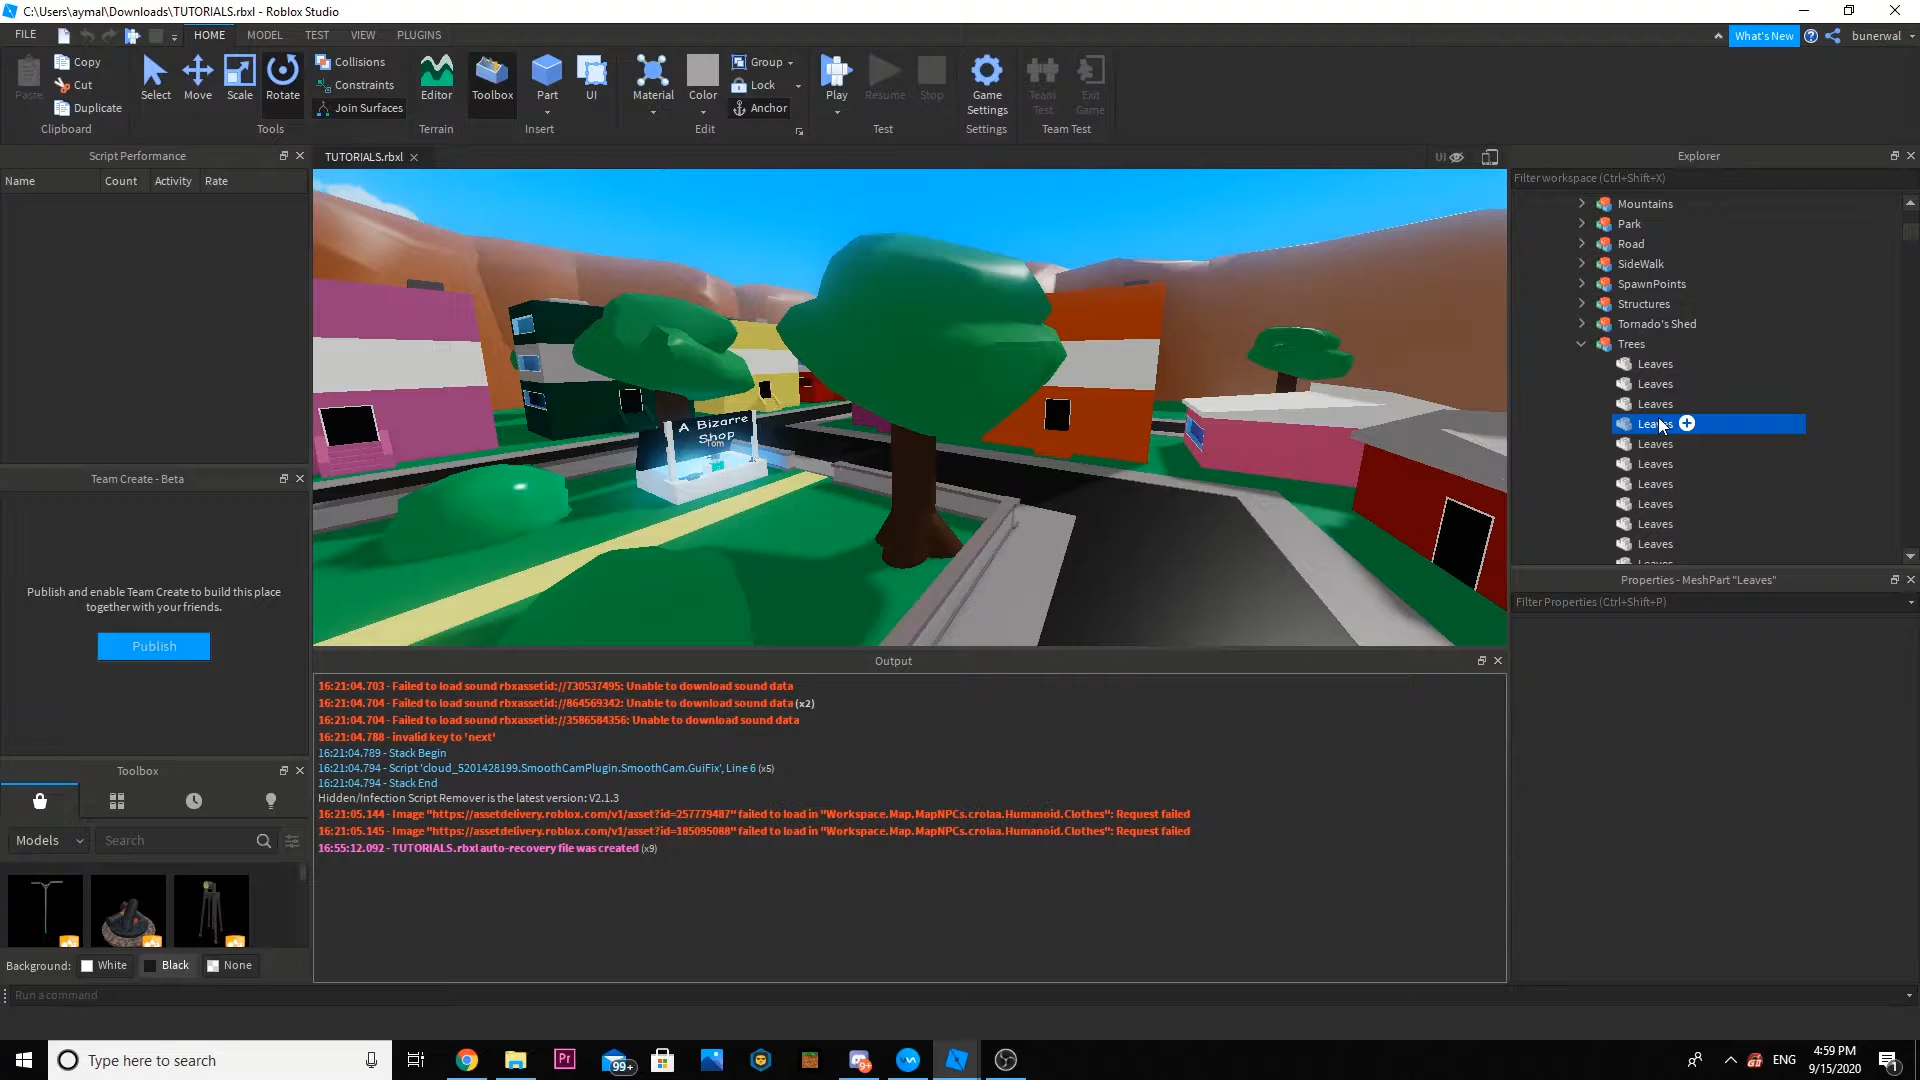 C:\Users\aymal\Downloads\TUTORIALS.rbxl - Roblox Studio
FILE
HOME
MODEL
TEST
VIEW
PLUGINS
What's New
bunerwal
Paste
Copy
Cut
Duplicate
Clipboard
Select
Move
Scale
Rotate
Tools
Collisions
Constraints
Join Surfaces
Editor
Terrain
Toolbox
Part
UI
Insert
Material
Color
Group
Lock
Anchor
Edit
Play
Resume
Stop
Test
Game Settings
Settings
Team Test
Exit Game
Team Test
Script Performance
Name Count Activity Rate
TUTORIALS.rbxl
UI
A Bizarre
Shop
Tom
Explorer
Filter workspace (Ctrl+Shift+X)
Mountains
Park
Road
SideWalk
SpawnPoints
Structures
Tornado's Shed
Trees
Leaves
Leaves
Leaves
Leaves
Leaves
Leaves
Leaves
Leaves
Leaves
Leaves
Leaves
Properties - MeshPart "Leaves"
Filter Properties (Ctrl+Shift+P)
Team Create - Beta
Publish and enable Team Create to build this place
together with your friends.
Publish
Toolbox
Models
Search
Background: White Black None
Output
16:21:04.703 - Failed to load sound rbxassetid://730537495: Unable to download sound data
16:21:04.704 - Failed to load sound rbxassetid://864569342: Unable to download sound data (x2)
16:21:04.704 - Failed to load sound rbxassetid://3586584356: Unable to download sound data
16:21:04.788 - invalid key to 'next'
16:21:04.789 - Stack Begin
16:21:04.794 - Script 'cloud_5201428199.SmoothCamPlugin.SmoothCam.GuiFix', Line 6 (x5)
16:21:04.794 - Stack End
Hidden/Infection Script Remover is the latest version: V2.1.3
16:21:05.144 - Image "https://assetdelivery.roblox.com/v1/asset?id=257779487" failed to load in "Workspace.Map.MapNPCs.crolaa.Humanoid.Clothes": Request failed
16:21:05.145 - Image "https://assetdelivery.roblox.com/v1/asset?id=185095088" failed to load in "Workspace.Map.MapNPCs.crolaa.Humanoid.Clothes": Request failed
16:55:12.092 - TUTORIALS.rbxl auto-recovery file was created (x9)
Run a command
Type here to search
Pr
99+
9+
ENG
4:59 PM
9/15/2020
1